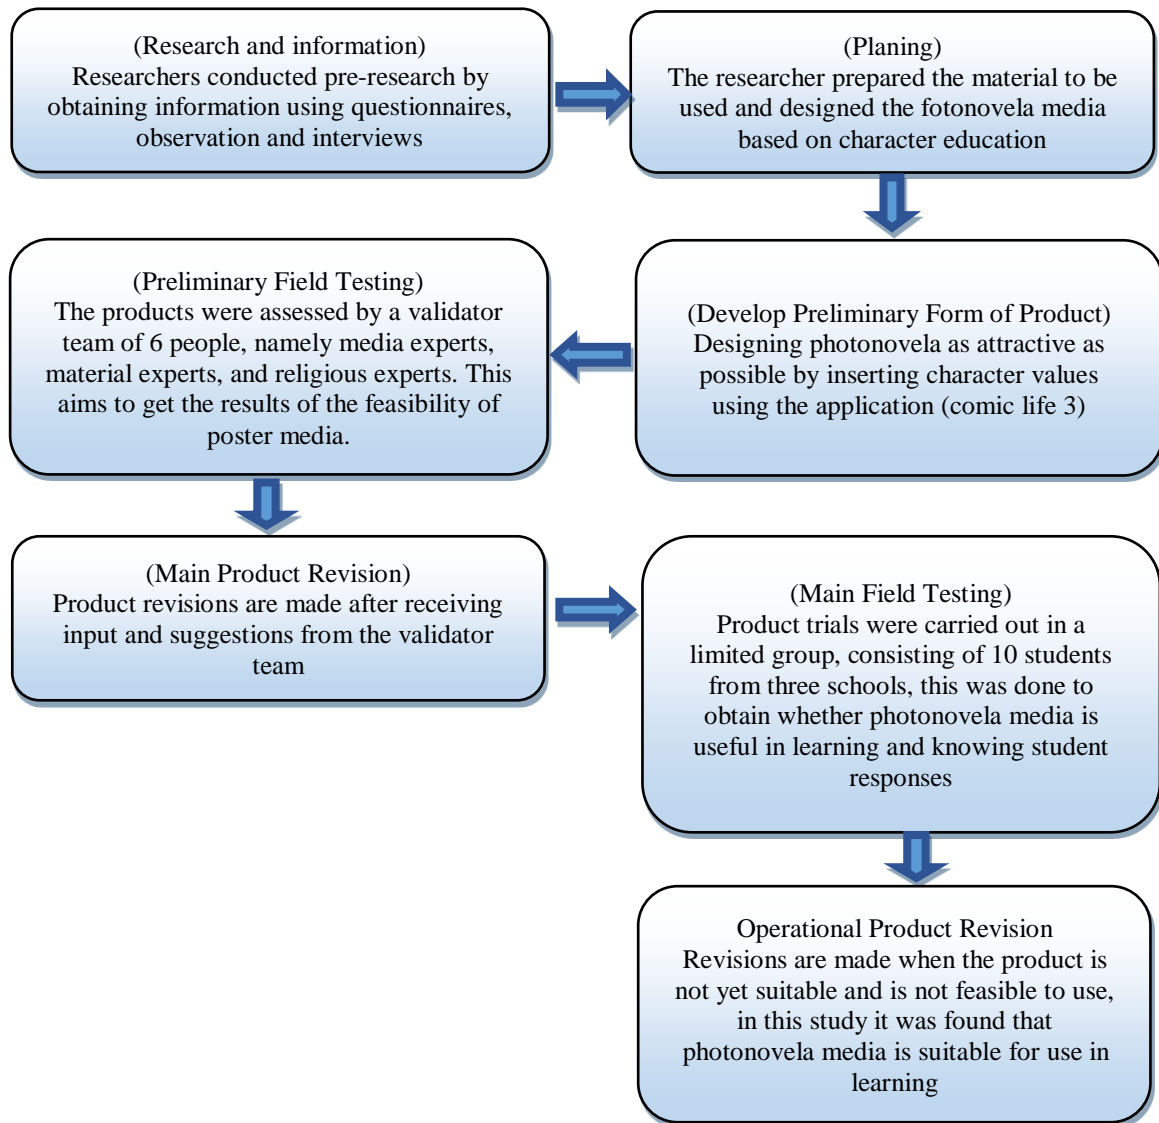 (Research and information)
Researchers conducted pre-research by
obtaining information using questionnaires,
observation and interviews
(Planing)
The researcher prepared the material to be
used and designed the fotonovela media
based on character education
(Develop Preliminary Form of Product)
Designing photonovela as attractive as
possible by inserting character values
using the application (comic life 3)
(Preliminary Field Testing)
The products were assessed by a validator
team of 6 people, namely media experts,
material experts, and religious experts. This
aims to get the results of the feasibility of
poster media.
(Main Product Revision)
Product revisions are made after receiving
input and suggestions from the validator
team
(Main Field Testing)
Product trials were carried out in a
limited group, consisting of 10 students
from three schools, this was done to
obtain whether photonovela media is
useful in learning and knowing student
responses
Operational Product Revision
Revisions are made when the product is
not yet suitable and is not feasible to use,
in this study it was found that
photonovela media is suitable for use in
learning